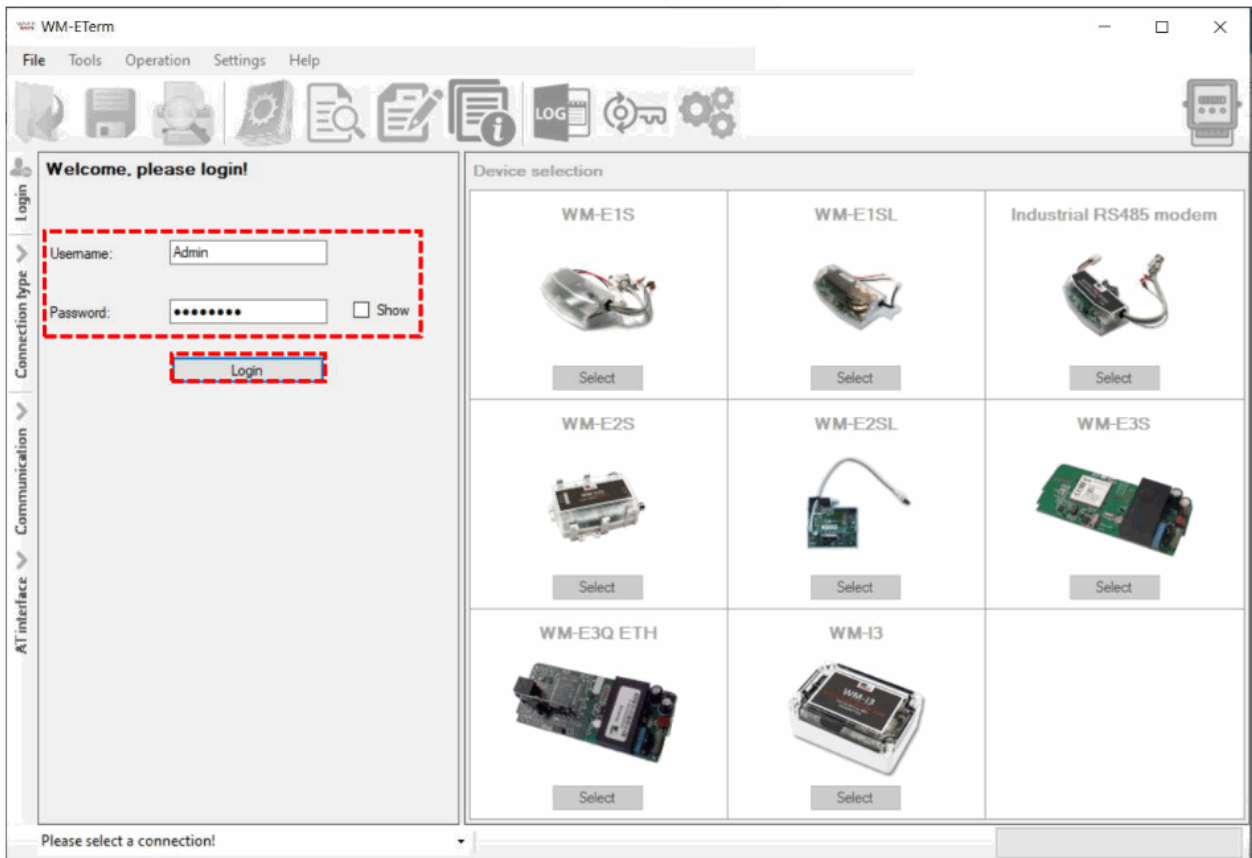 WM-ETerm
File Tools Operation Settings Help
LOG
Login
Connection type
Communication
AT interface
Welcome, please login!
Username: Admin
Password: ●●●●●●●● Show
Login
Device selection
WM-E1S WM-E1SL Industrial RS485 modem
Select Select Select
WM-E2S WM-E2SL WM-E3S
Select Select Select
WM-E3Q ETH WM-I3
WM-I3
Select Select
Please select a connection!